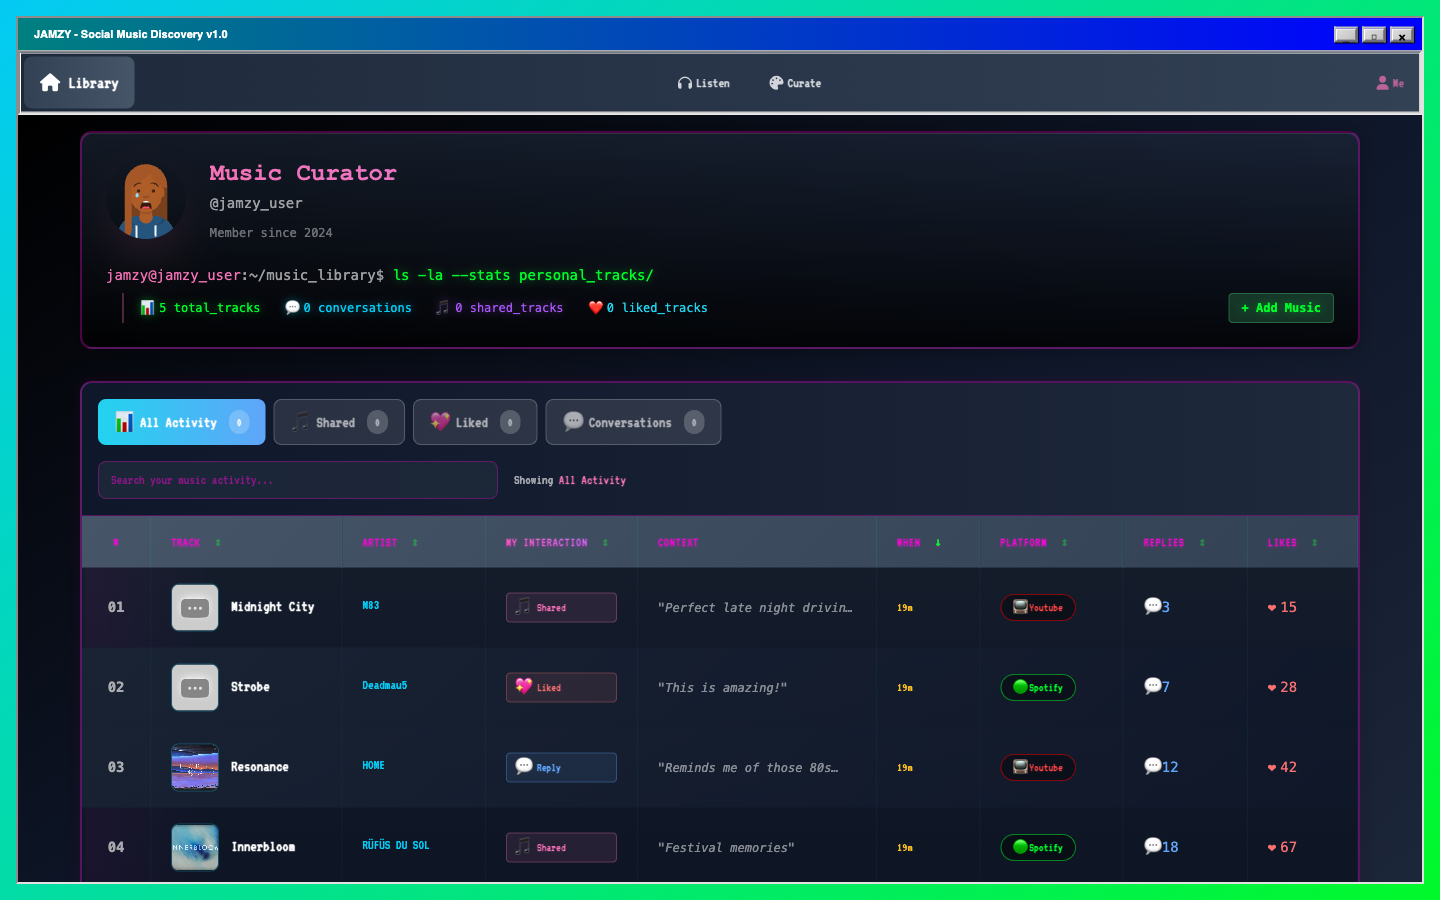 JAMZY - Social Music Discovery v1.0
Library
Listen
Curate
Me
Music Curator
@jamzy_user
Member since 2024
jamzy@jamzy_user:~/music_library$ ls -la --stats personal_tracks/
5 total_tracks
0 conversations
0 shared_tracks
0 liked_tracks
+ Add Music
All Activity 0
Shared 0
Liked 0
Conversations 0
Search your music activity...
Showing All Activity
# TRACK ARTIST MY INTERACTION CONTEXT WHEN PLATFORM REPLIES LIKES
01 Midnight City M83 Shared "Perfect late night drivin… 19m Youtube 3 15
02 Strobe Deadmau5 Liked "This is amazing!" 19m Spotify 7 28
03 Resonance HOME Reply "Reminds me of those 80s… 19m Youtube 12 42
04 Innerbloom RÜFÜS DU SOL Shared "Festival memories" 19m Spotify 18 67